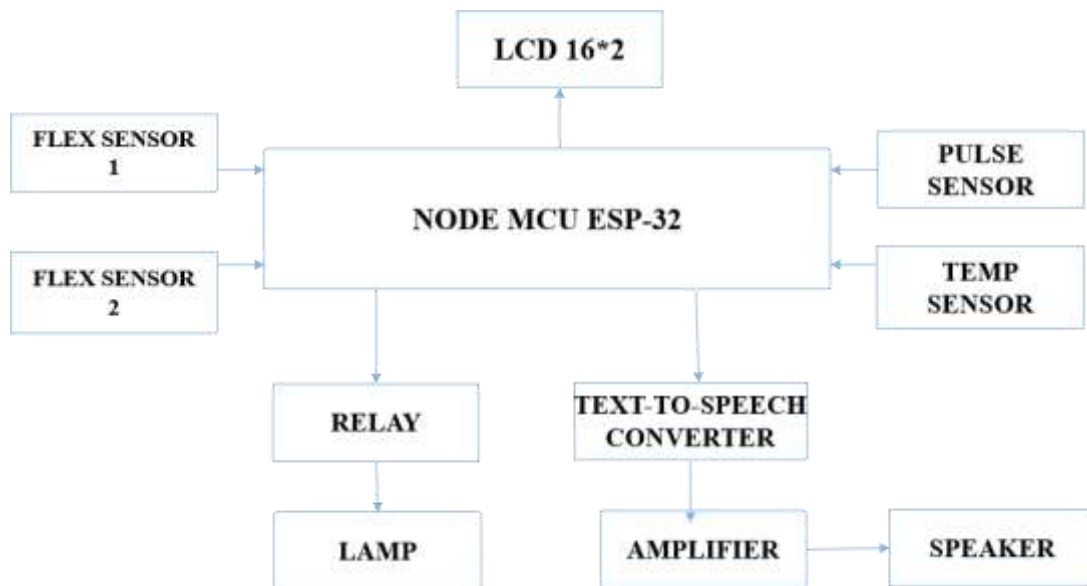 LCD 16*2
FLEX SENSOR
1
PULSE
SENSOR
NODE MCU ESP-32
FLEX SENSOR
2
TEMP
SENSOR
RELAY
TEXT-TO-SPEECH
CONVERTER
LAMP
AMPLIFIER
SPEAKER